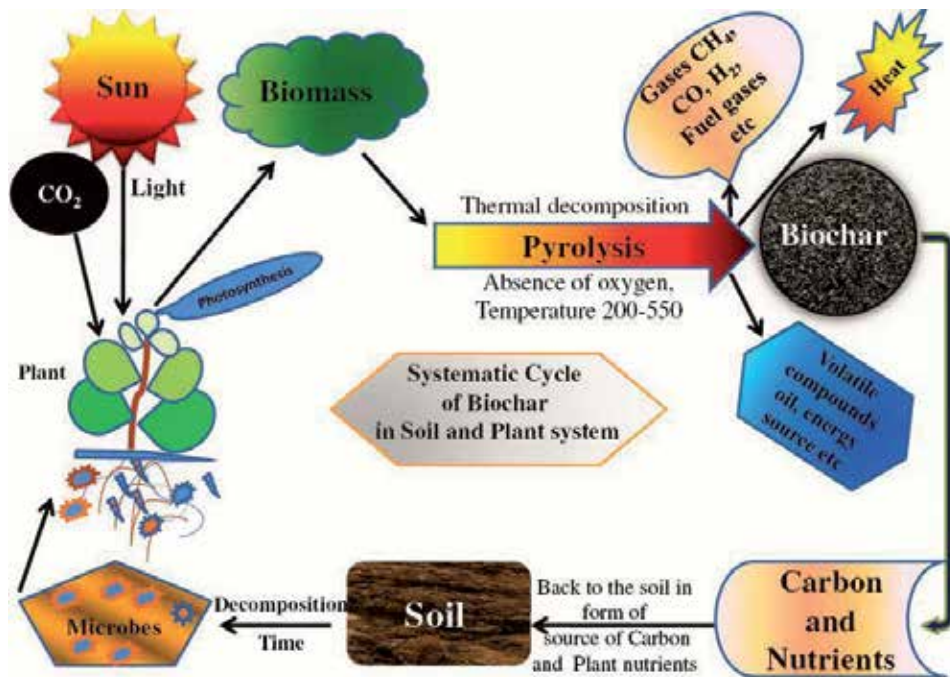 Sun
CO₂
Light
Photosynthesis
Plant
Biomass
Thermal decomposition
Pyrolysis
Absence of oxygen,
Temperature 200-550
Gases CH₄,
CO, H₂,
Fuel gases
etc
Heat
Biochar
Volatile
compounds
oil, energy
source etc
Systematic Cycle
of Biochar
in Soil and Plant system
Carbon
and
Nutrients
Back to the soil in
form of
source of Carbon
and Plant nutrients
Soil
Decomposition
Time
Microbes